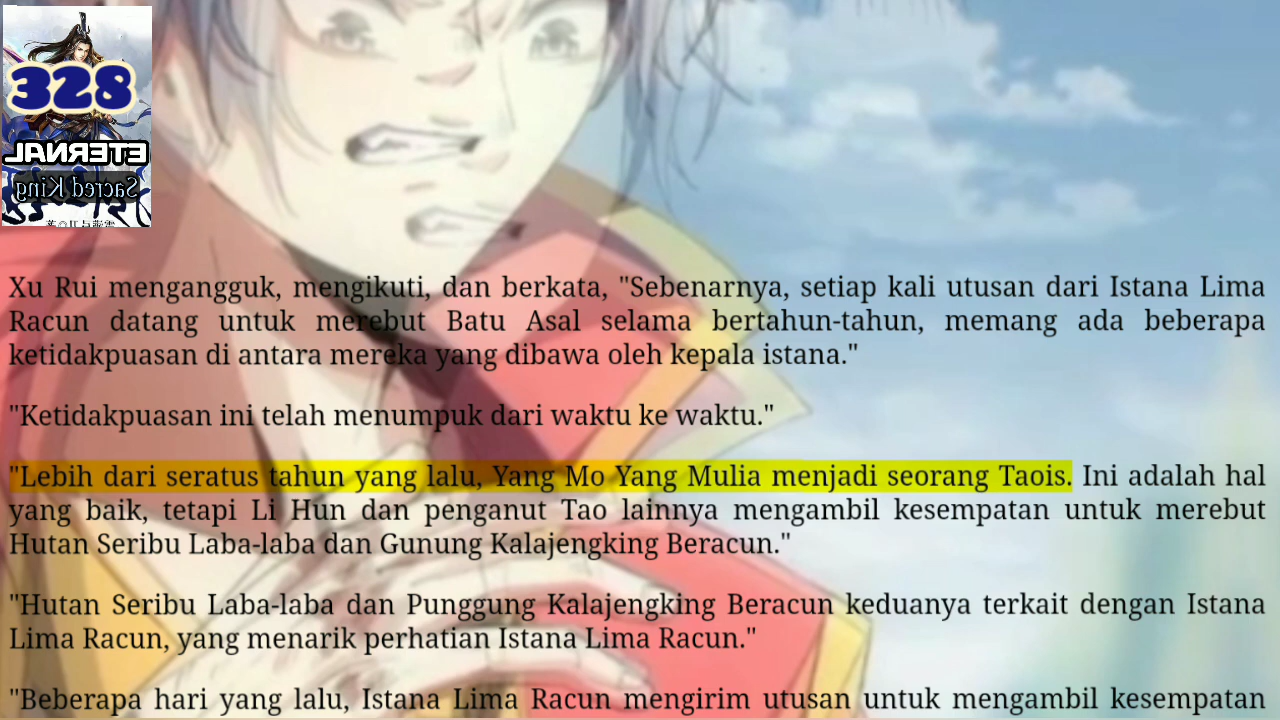 328
ETERNAL
Sacred King
Xu Rui mengangguk, mengikuti, dan berkata, "Sebenarnya, setiap kali utusan dari Istana Lima
Racun datang untuk merebut Batu Asal selama bertahun-tahun, memang ada beberapa
ketidakpuasan di antara mereka yang dibawa oleh kepala istana."
"Ketidakpuasan ini telah menumpuk dari waktu ke waktu."
"Lebih dari seratus tahun yang lalu, Yang Mo Yang Mulia menjadi seorang Taois. Ini adalah hal
yang baik, tetapi Li Hun dan penganut Tao lainnya mengambil kesempatan untuk merebut
Hutan Seribu Laba-laba dan Gunung Kalajengking Beracun."
"Hutan Seribu Laba-laba dan Punggung Kalajengking Beracun keduanya terkait dengan Istana
Lima Racun, yang menarik perhatian Istana Lima Racun."
"Beberapa hari yang lalu, Istana Lima Racun mengirim utusan untuk mengambil kesempatan